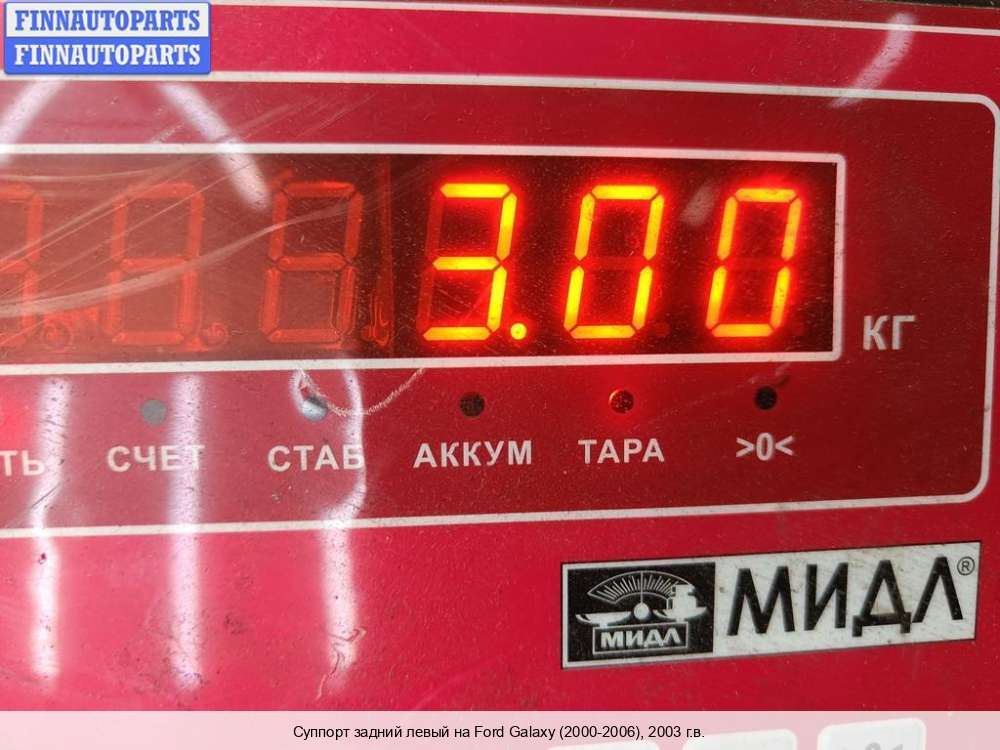 FINNAUTOPARTS
FINNAUTOPARTS
3.00
КГ
СЧЕТ СТАБ АККУМ ТАРА >0<
МИДЛ МИДЛ®
Суппорт задний левый на Ford Galaxy (2000-2006), 2003 г.в.